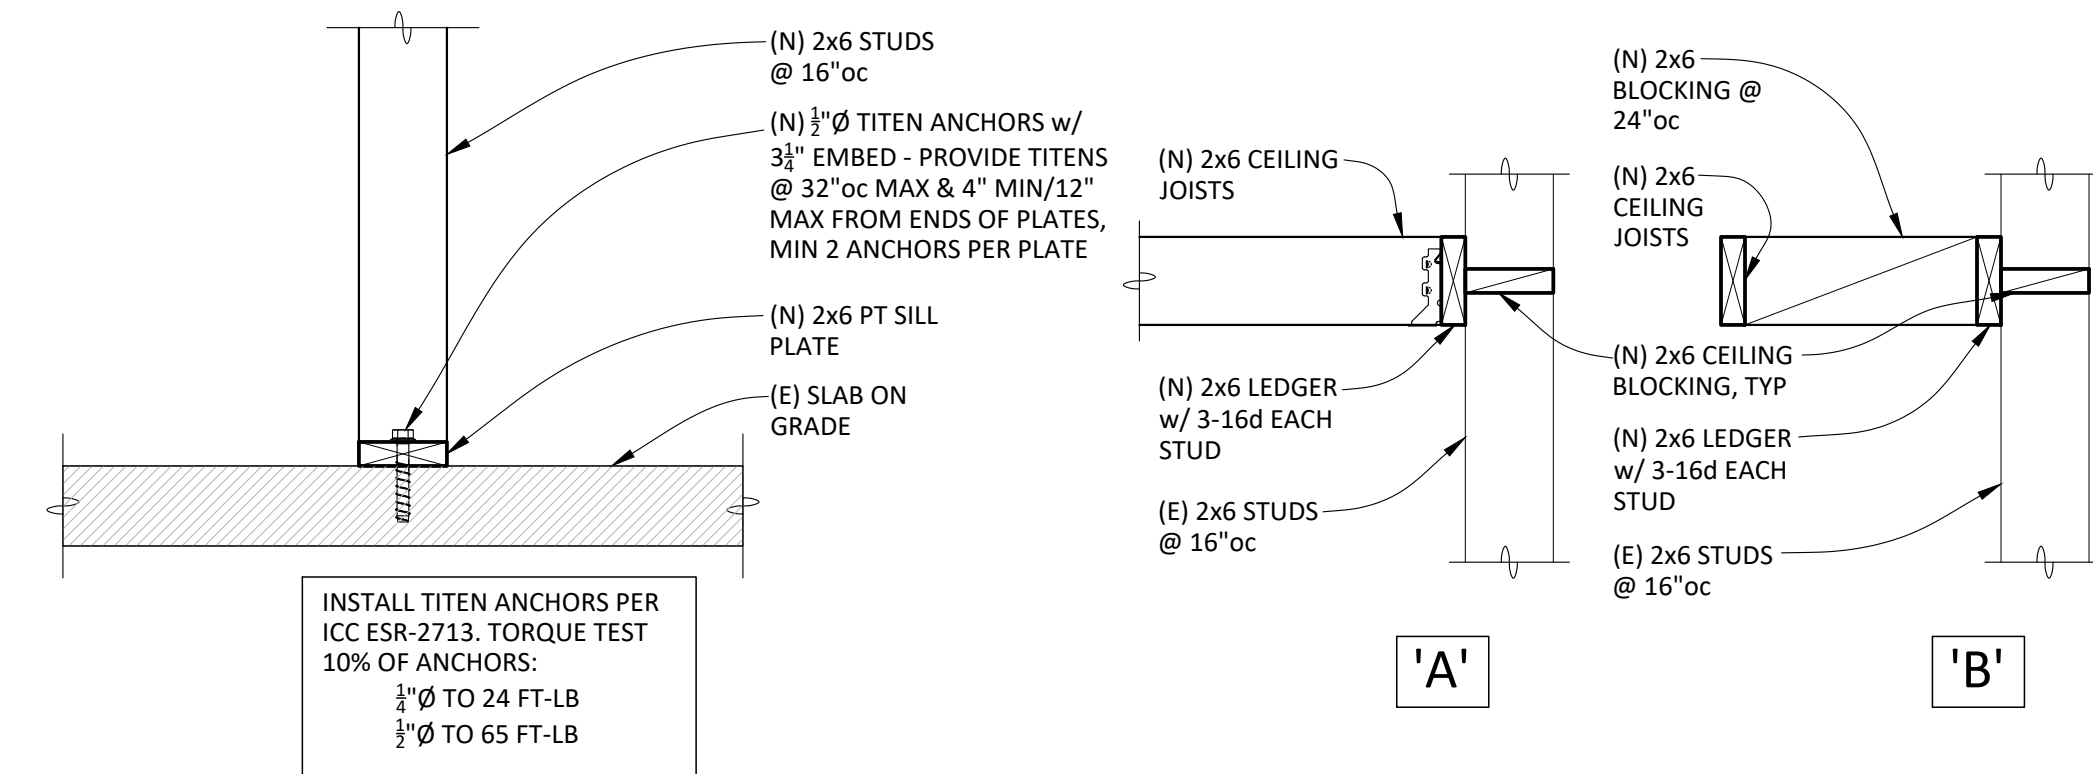 (N) 2x6 STUDS
@ 16"oc
(N) ½"Ø TITEN ANCHORS w/
3¼" EMBED - PROVIDE TITENS
@ 32"oc MAX & 4" MIN/12"
MAX FROM ENDS OF PLATES,
MIN 2 ANCHORS PER PLATE
(N) 2x6 PT SILL
PLATE
(E) SLAB ON
GRADE
INSTALL TITEN ANCHORS PER
ICC ESR-2713. TORQUE TEST
10% OF ANCHORS:
¼"Ø TO 24 FT-LB
½"Ø TO 65 FT-LB
(N) 2x6 CEILING
JOISTS
(N) 2x6 LEDGER
w/ 3-16d EACH
STUD
(E) 2x6 STUDS
@ 16"oc
'A'
(N) 2x6
BLOCKING @
24"oc
(N) 2x6
CEILING
JOISTS
(N) 2x6 CEILING
BLOCKING, TYP
(N) 2x6 LEDGER
w/ 3-16d EACH
STUD
(E) 2x6 STUDS
@ 16"oc
'B'